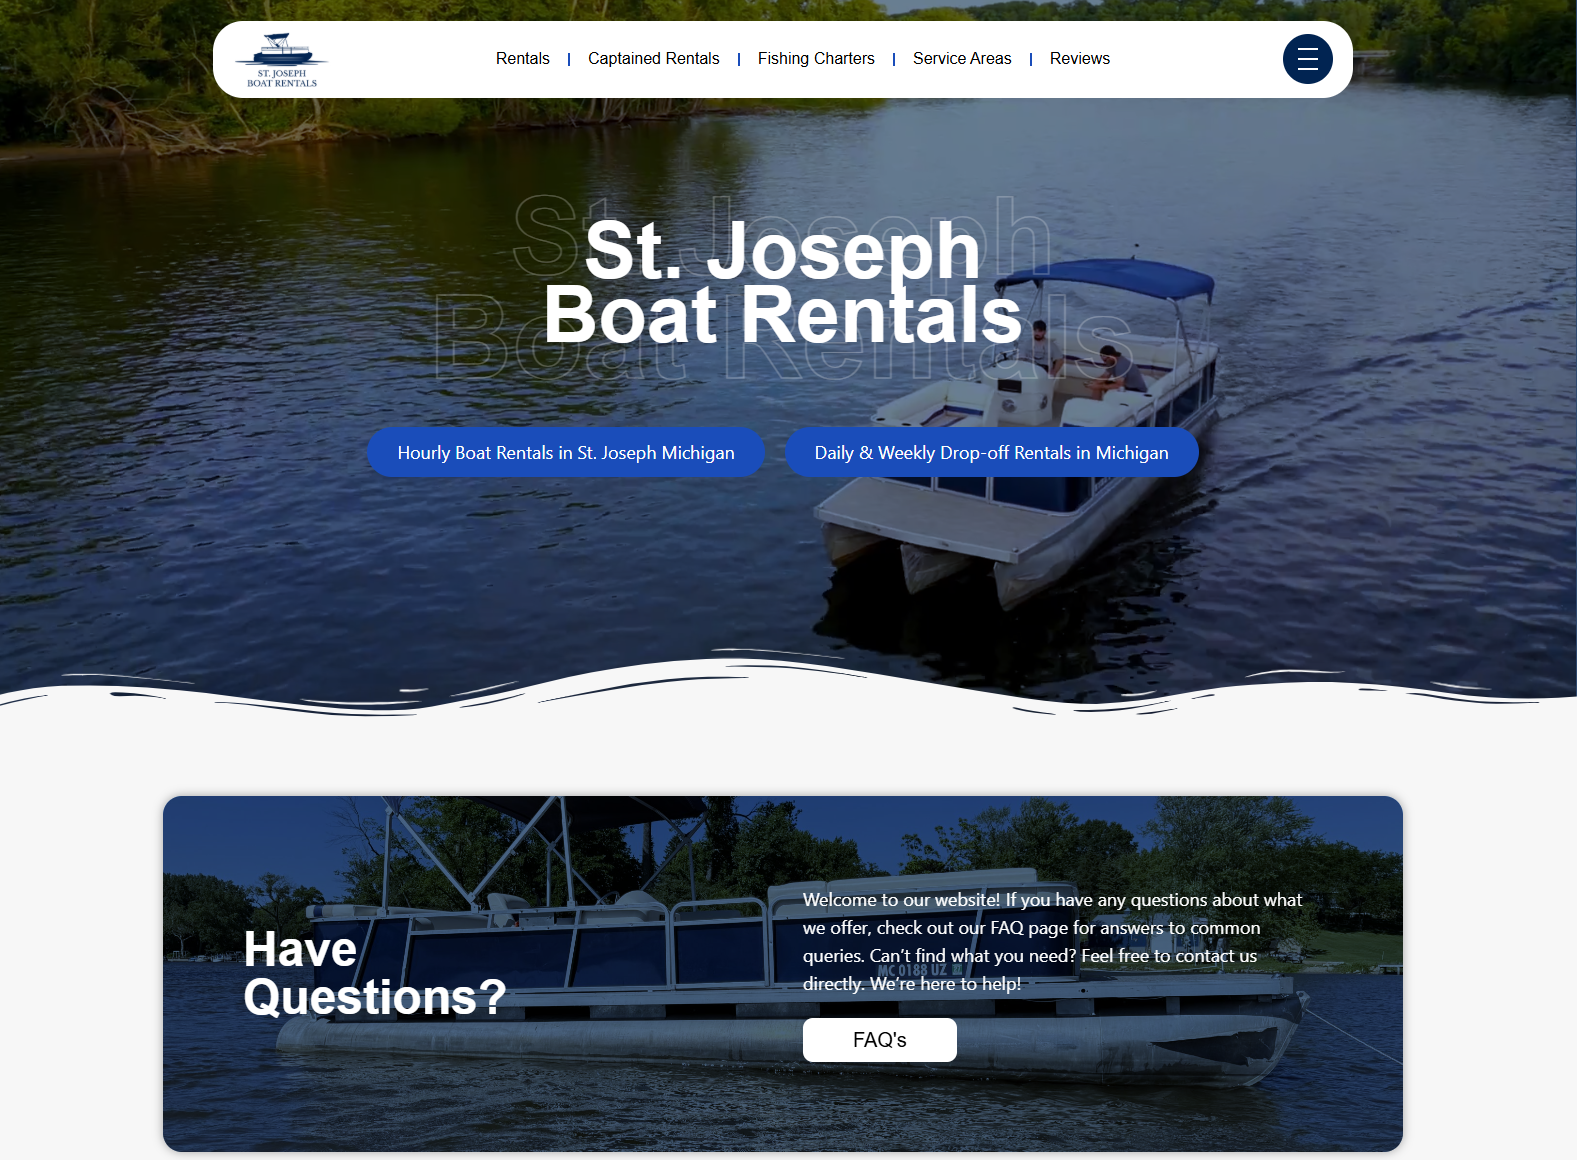 ST. JOSEPH
BOAT RENTALS
Rentals | Captained Rentals | Fishing Charters | Service Areas | Reviews
St. Joseph
Boat Rentals
St. Joseph
Boat Rentals
Hourly Boat Rentals in St. Joseph Michigan
Daily & Weekly Drop-off Rentals in Michigan
Have
Questions?
Welcome to our website! If you have any questions about what
we offer, check out our FAQ page for answers to common
queries. Can’t find what you need? Feel free to contact us
directly. We’re here to help!
MC 0188 UZ
FAQ's